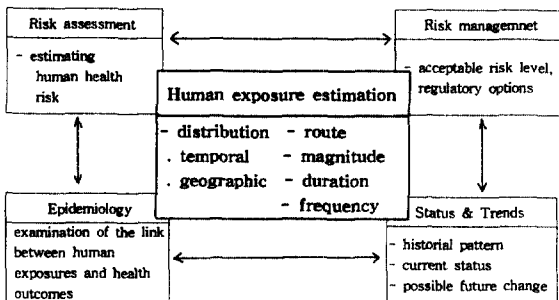 Risk assessment
- estimating
human health
risk
Risk managemnet
- acceptable risk level,
regulatory options
Human exposure estimation
- distribution - route
. temporal - magnitude
. geographic - duration
- frequency
Epidemiology
examination of the link
between human
exposures and health
outcomes
Status & Trends
- historial pattern
- current status
- possible future change